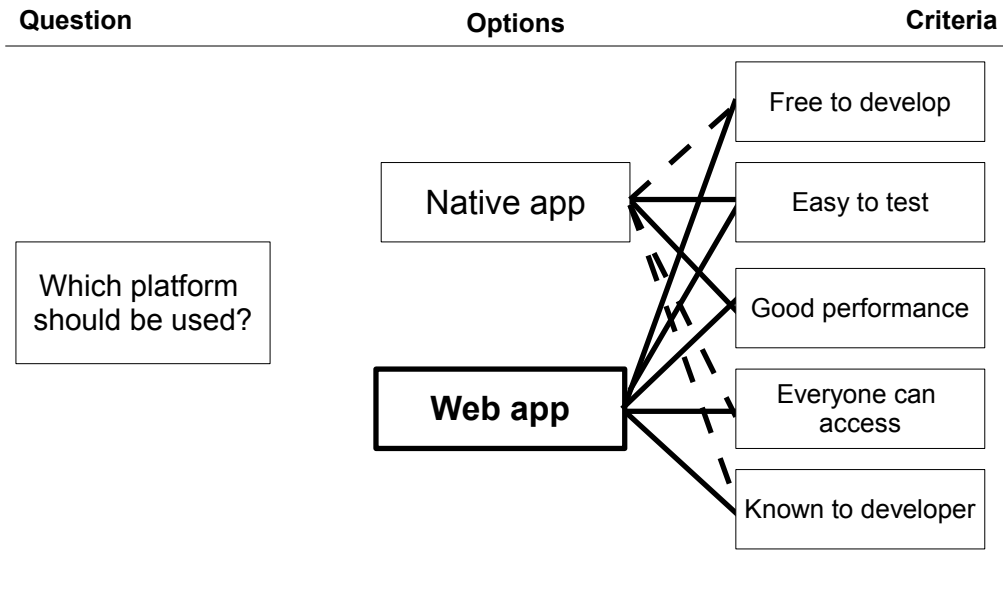 Question
Options
Criteria
Free to develop
Native app
Easy to test
Which platform
should be used?
Good performance
Web app
Everyone can
access
Known to developer